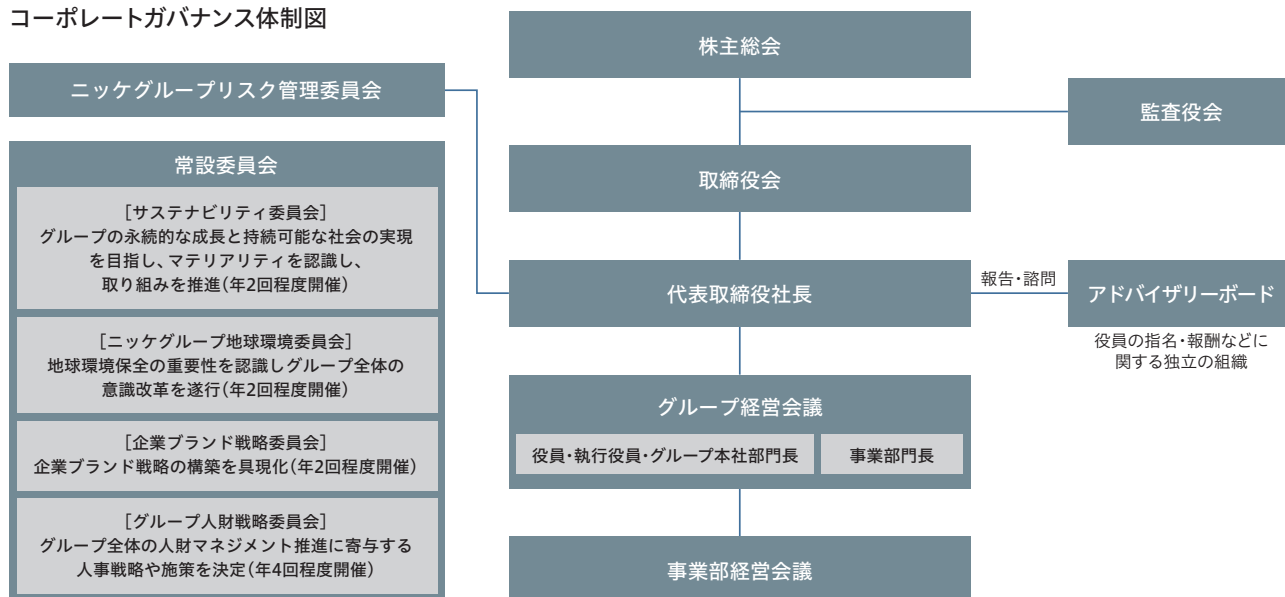 コーポレートガバナンス体制図
ニッケグループリスク管理委員会
常設委員会
[サステナビリティ委員会]
グループの永続的な成長と持続可能な社会の実現
を目指し、マテリアリティを認識し、
取り組みを推進(年2回程度開催)
[ニッケグループ地球環境委員会]
地球環境保全の重要性を認識しグループ全体の
意識改革を遂行(年2回程度開催)
[企業ブランド戦略委員会]
企業ブランド戦略の構築を具現化(年2回程度開催)
[グループ人財戦略委員会]
グループ全体の人財マネジメント推進に寄与する
人事戦略や施策を決定(年4回程度開催)
株主総会
監査役会
取締役会
代表取締役社長
報告・諮問
アドバイザリーボード
役員の指名・報酬などに
関する独立の組織
グループ経営会議
役員・執行役員・グループ本社部門長
事業部門長
事業部経営会議